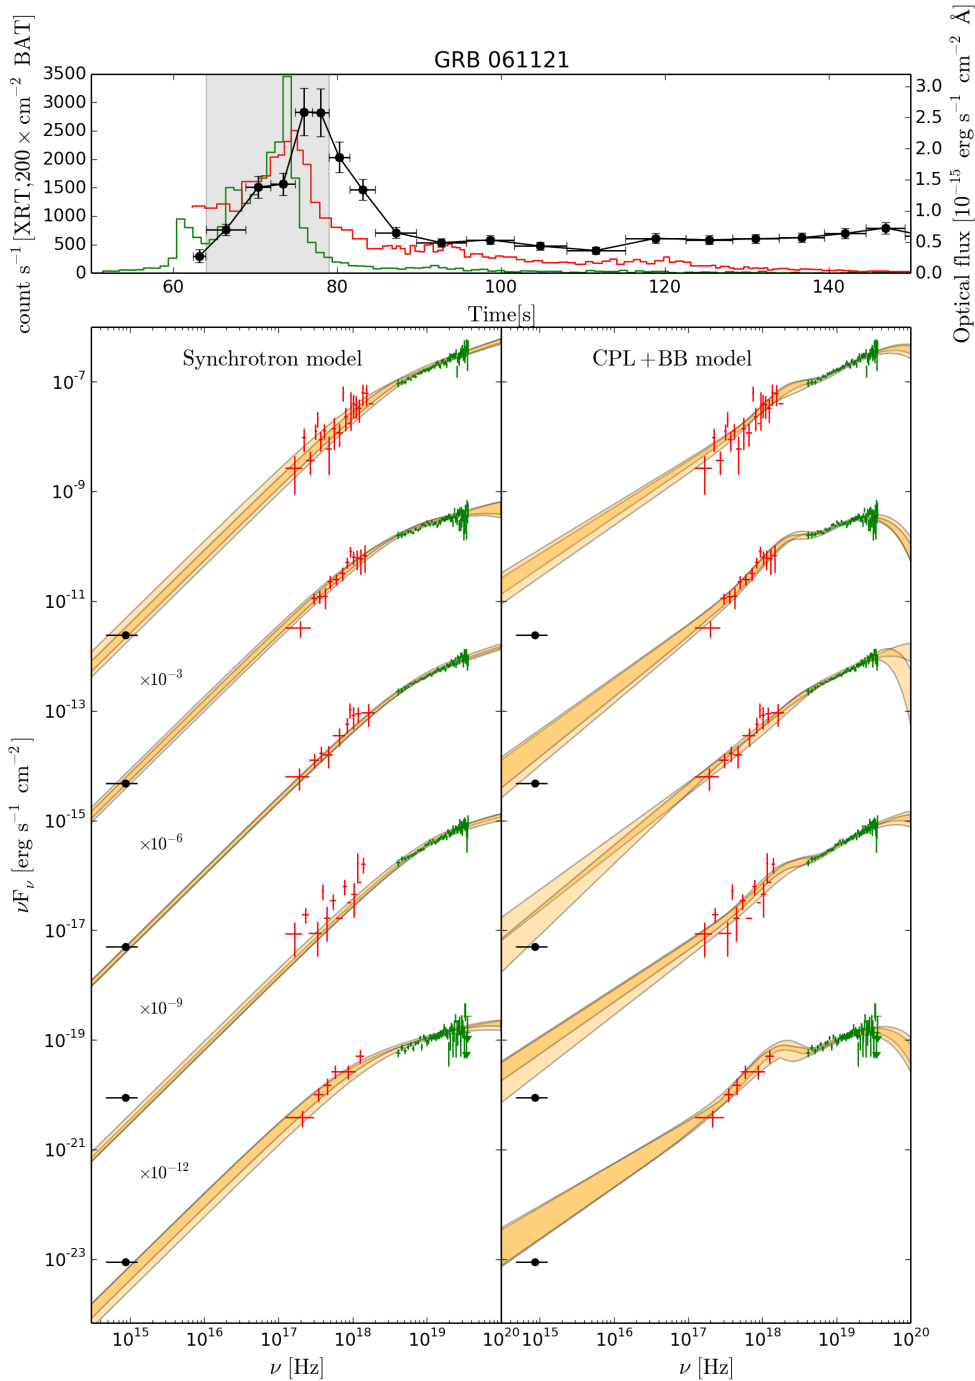 GRB 061121
count s⁻¹ [XRT,200 × cm⁻² BAT]
3500
3000
2500
2000
1500
1000
500
0
3.0
2.5
2.0
1.5
1.0
0.5
0.0
Optical flux [10⁻¹⁵ erg s⁻¹ cm⁻² Å]
60 80 100 120 140
Time[s]
Synchrotron model
CPL+BB model
νFν [erg s⁻¹ cm⁻²]
10⁻⁷
10⁻⁹
10⁻¹¹
10⁻¹³
10⁻¹⁵
10⁻¹⁷
10⁻¹⁹
10⁻²¹
10⁻²³
×10⁻³
×10⁻⁶
×10⁻⁹
×10⁻¹²
10¹⁵ 10¹⁶ 10¹⁷ 10¹⁸ 10¹⁹ 10²⁰ 10¹⁵ 10¹⁶ 10¹⁷ 10¹⁸ 10¹⁹ 10²⁰
ν [Hz]
ν [Hz]